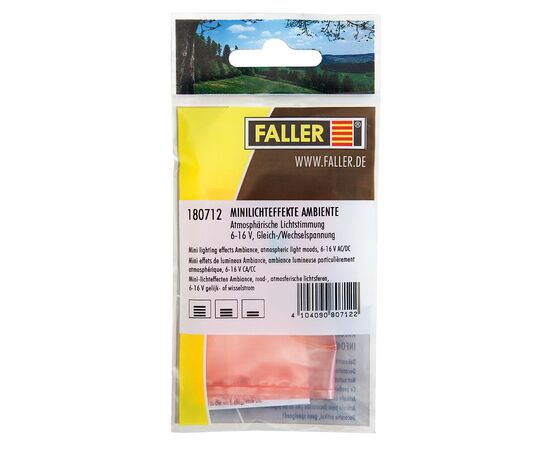 FALLER ®
WWW.FALLER.DE
180712 MINILICHTEFFEKTE AMBIENTE
Atmosphärische Lichtstimmung
6-16 V, Gleich-/Wechselspannung
Mini lighting effects Ambiance, atmospheric light moods, 6-16 V AC/DC
Mini effets de lumineux Ambiance, ambiance lumineuse particulièrement
atmosphérique, 6-16 V CA/CC
Mini-lichteffecten Ambiance, rood-, atmosferische lichtsferen,
6-16 V gelijk- of wisselstrom
4 104090 807122